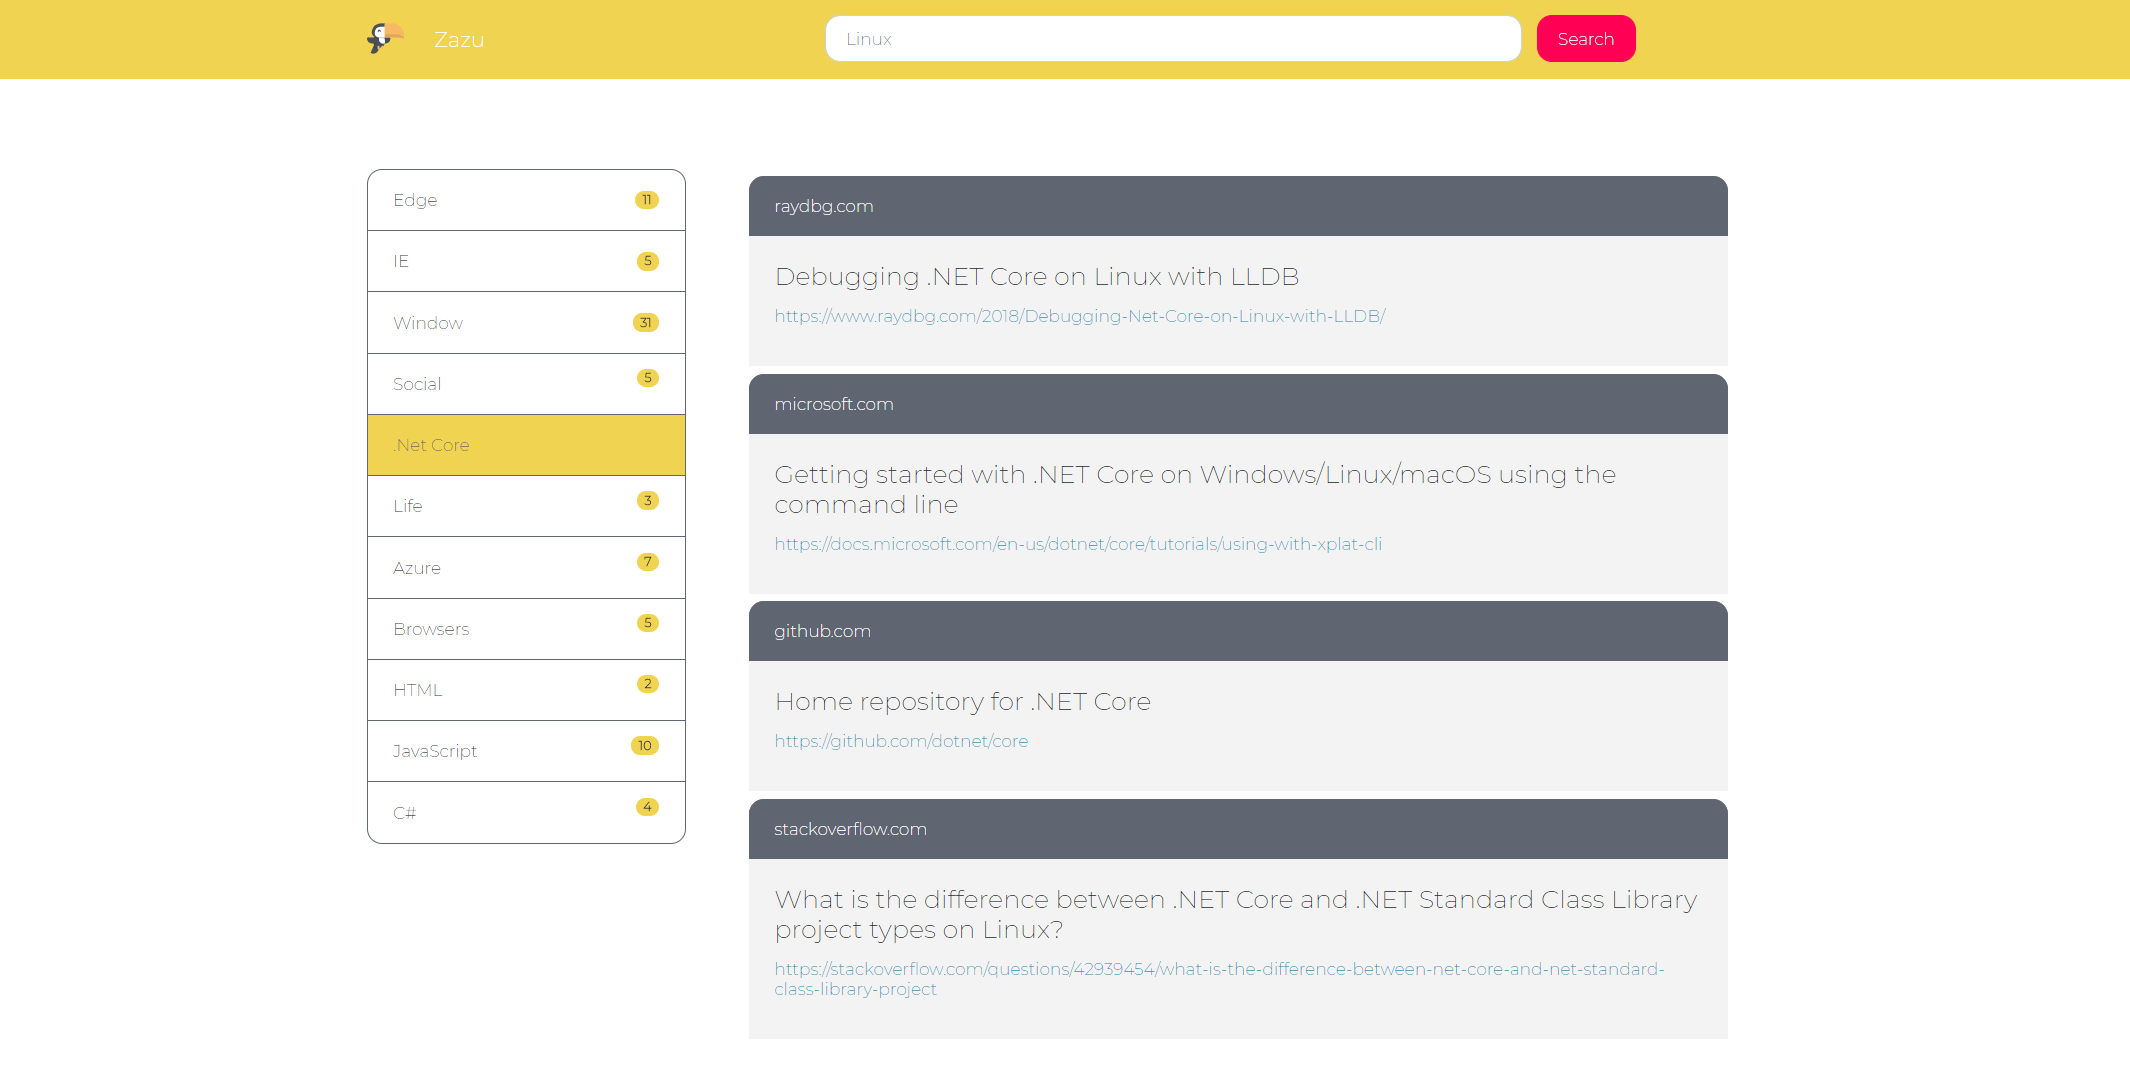 Zazu
Linux
Search
Edge 11
IE 5
Window 31
Social 5
.Net Core
Life 3
Azure 7
Browsers 5
HTML 2
JavaScript 10
C# 4
raydbg.com
Debugging .NET Core on Linux with LLDB
https://www.raydbg.com/2018/Debugging-Net-Core-on-Linux-with-LLDB/
microsoft.com
Getting started with .NET Core on Windows/Linux/macOS using the
command line
https://docs.microsoft.com/en-us/dotnet/core/tutorials/using-with-xplat-cli
github.com
Home repository for .NET Core
https://github.com/dotnet/core
stackoverflow.com
What is the difference between .NET Core and .NET Standard Class Library
project types on Linux?
https://stackoverflow.com/questions/42939454/what-is-the-difference-between-net-core-and-net-standard-
class-library-project